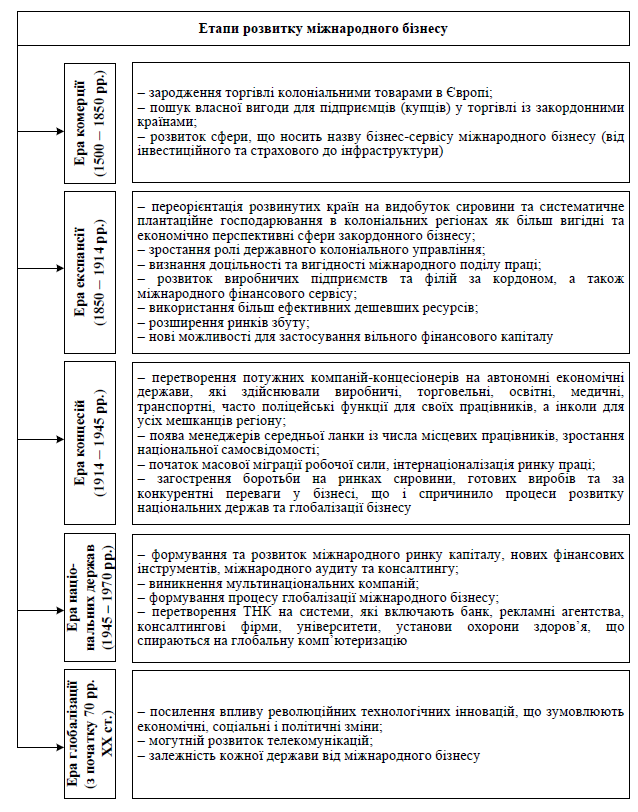 Етапи розвитку міжнародного бізнесу
Ера комерції
(1500 – 1850 рр.)
– зародження торгівлі колоніальними товарами в Європі;
– пошук власної вигоди для підприємців (купців) у торгівлі із закордонними
країнами;
– розвиток сфери, що носить назву бізнес-сервісу міжнародного бізнесу (від
інвестиційного та страхового до інфраструктури)
Ера експансії
(1850 – 1914 рр.)
– переорієнтація розвинутих країн на видобуток сировини та систематичне
плантаційне господарювання в колоніальних регіонах як більш вигідні та
економічно перспективні сфери закордонного бізнесу;
– зростання ролі державного колоніального управління;
– визнання доцільності та вигідності міжнародного поділу праці;
– розвиток виробничих підприємств та філій за кордоном, а також
міжнародного фінансового сервісу;
– використання більш ефективних дешевших ресурсів;
– розширення ринків збуту;
– нові можливості для застосування вільного фінансового капіталу
Ера концесій
(1914 – 1945 рр.)
– перетворення потужних компаній-концесіонерів на автономні економічні
держави, які здійснювали виробничі, торговельні, освітні, медичні,
транспортні, часто поліцейські функції для своїх працівників, а інколи для
усіх мешканців регіону;
– поява менеджерів середньої ланки із числа місцевих працівників, зростання
національної самосвідомості;
– початок масової міграції робочої сили, інтернаціоналізація ринку праці;
– загострення боротьби на ринках сировини, готових виробів та за
конкурентні переваги у бізнесі, що і спричинило процеси розвитку
національних держав та глобалізації бізнесу
Ера націо-
нальних держав
(1945 – 1970 рр.)
– формування та розвиток міжнародного ринку капіталу, нових фінансових
інструментів, міжнародного аудиту та консалтингу;
– виникнення мультинаціональних компаній;
– формування процесу глобалізації міжнародного бізнесу;
– перетворення ТНК на системи, які включають банк, рекламні агентства,
консалтингові фірми, університети, установи охорони здоров’я, що
спираються на глобальну комп’ютеризацію
Ера глобалізації
(з початку 70 рр.
ХХ ст.)
– посилення впливу революційних технологічних інновацій, що зумовлюють
економічні, соціальні і політичні зміни;
– могутній розвиток телекомунікацій;
– залежність кожної держави від міжнародного бізнесу